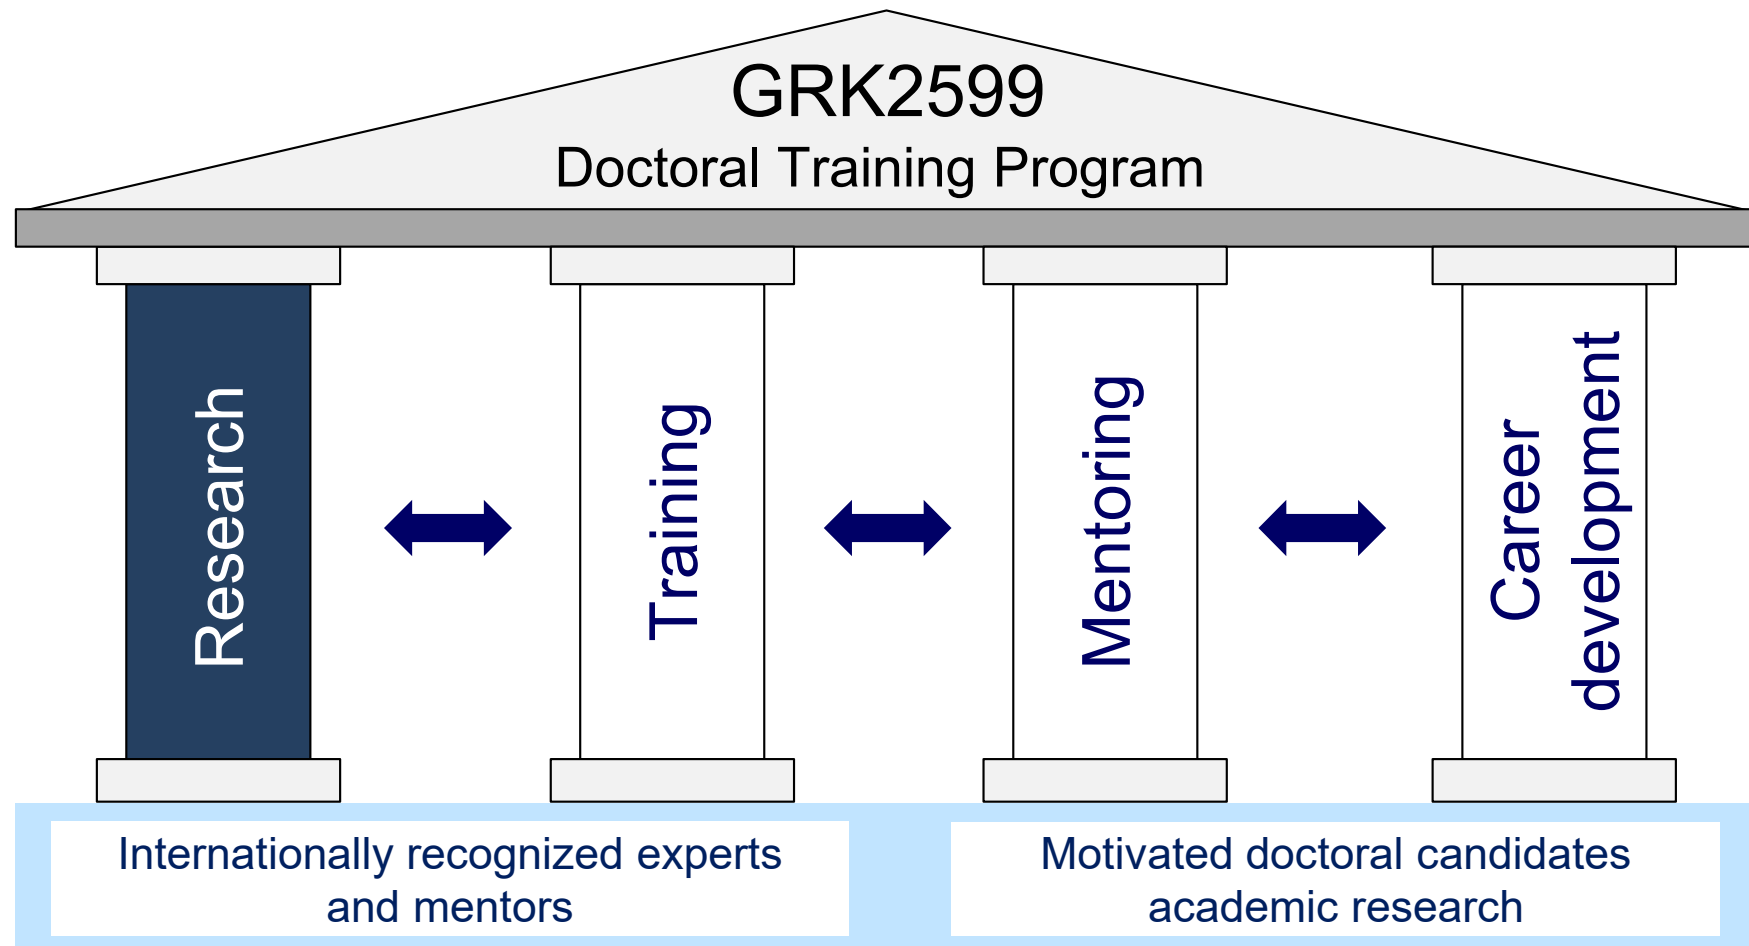 GRK2599
Doctoral Training Program
Research
Training
Mentoring
Career
development
Internationally recognized experts
and mentors
Motivated doctoral candidates
academic research